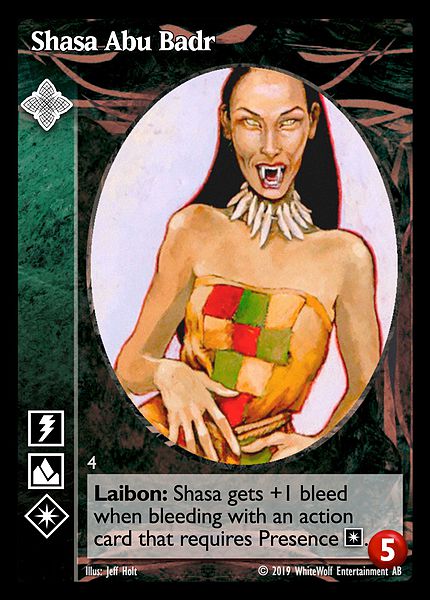 Shasa Abu Badr
4
Laibon: Shasa gets +1 bleed
when bleeding with an action
card that requires Presence .
5
Illus: Jeff Holt © 2019 WhiteWolf Entertainment AB